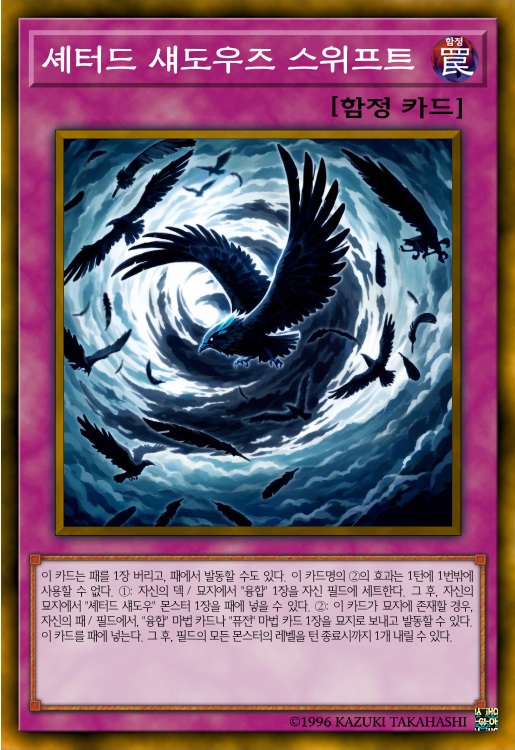 셰터드 섀도우즈 스위프트
함정
罠
[함정 카드]
이 카드는 패를 1장 버리고, 패에서 발동할 수도 있다. 이 카드명의 ②의 효과는 1턴에 1번밖에
사용할 수 없다. ①: 자신의 덱 / 묘지에서 "융합" 1장을 자신 필드에 세트한다. 그 후, 자신의
묘지에서 "셰터드 섀도우" 몬스터 1장을 패에 넣을 수 있다. ②: 이 카드가 묘지에 존재할 경우,
자신의 패 / 필드에서, "융합" 마법 카드나 "퓨전" 마법 카드 1장을 묘지로 보내고 발동할 수 있다.
이 카드를 패에 넣는다. 그 후, 필드의 모든 몬스터의 레벨을 턴 종료시까지 1개 내릴 수 있다.
©1996 KAZUKI TAKAHASHI